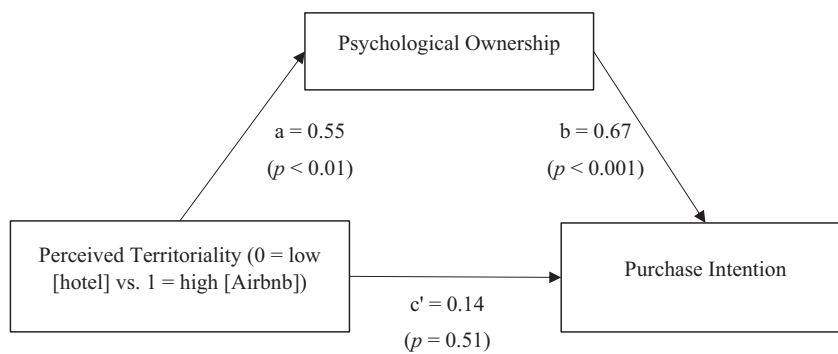 Psychological Ownership
a = 0.55
(p < 0.01)
b = 0.67
(p < 0.001)
Perceived Territoriality (0 = low
[hotel] vs. 1 = high [Airbnb])
Purchase Intention
c' = 0.14
(p = 0.51)